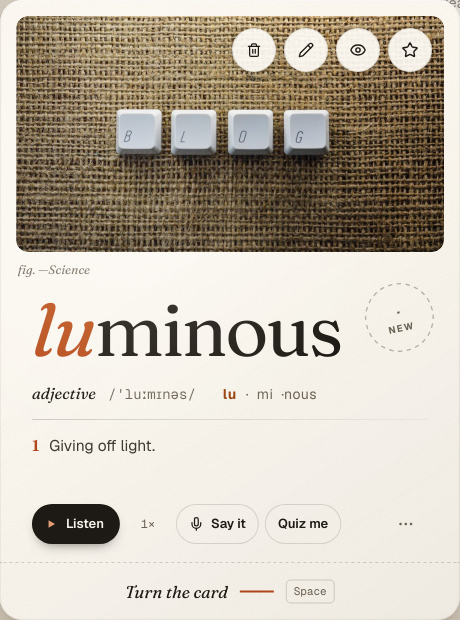 B L O G
fig. —Science
luminous
NEW
adjective /ˈluːmɪnəs/ lu · mi ·nous
1 Giving off light.
Listen 1× Say it Quiz me ...
Turn the card — Space